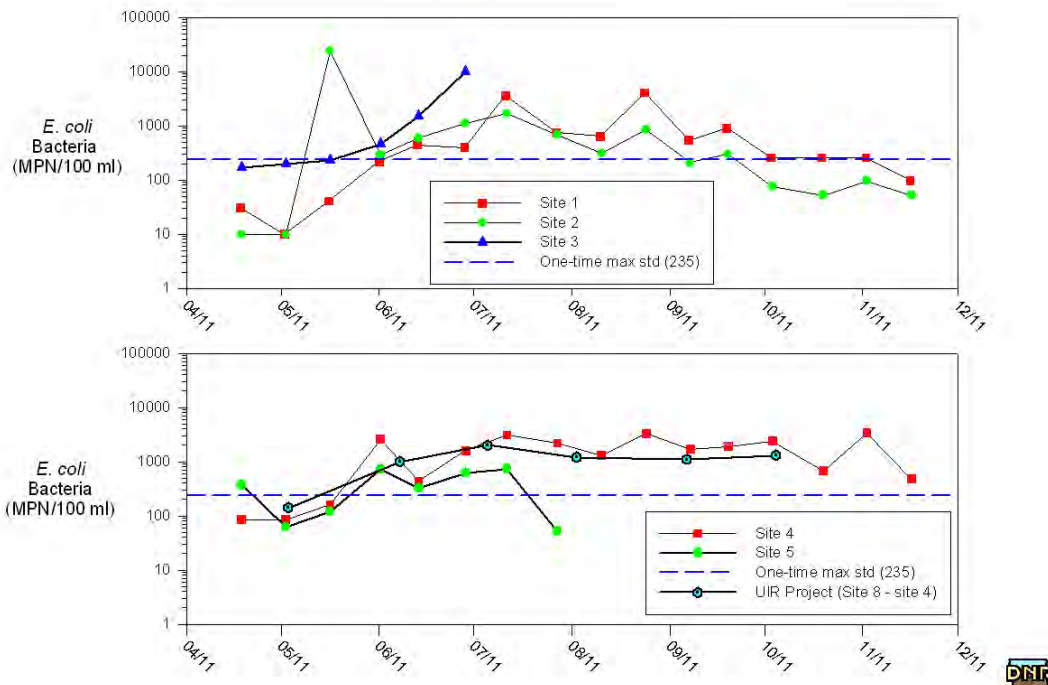 100000
10000
1000
100
10
1
E. coli
Bacteria
(MPN/100 ml)
Site 1
Site 2
Site 3
One-time max std (235)
04/11
05/11
06/11
07/11
08/11
09/11
10/11
11/11
12/11
100000
10000
1000
100
10
1
E. coli
Bacteria
(MPN/100 ml)
Site 4
Site 5
One-time max std (235)
UIR Project (Site 8 - site 4)
04/11
05/11
06/11
07/11
08/11
09/11
10/11
11/11
12/11
DNR